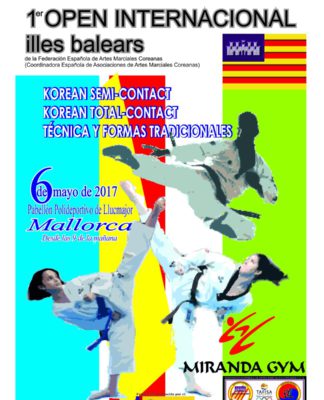 1er OPEN INTERNACIONAL
illes balears
de la Federación Española de Artes Marciales Coreanas
(Coordinadora Española de Asociaciones de Artes Marciales Coreanas)
KOREAN SEMI-CONTACT
KOREAN TOTAL-CONTACT
TÉCNICA Y FORMAS TRADICIONALES
6 de mayo de 2017
Pabellón Polideportivo de Llucmajor
Mallorca
Desde las 9 de la mañana
MIRANDA GYM
TAFISA